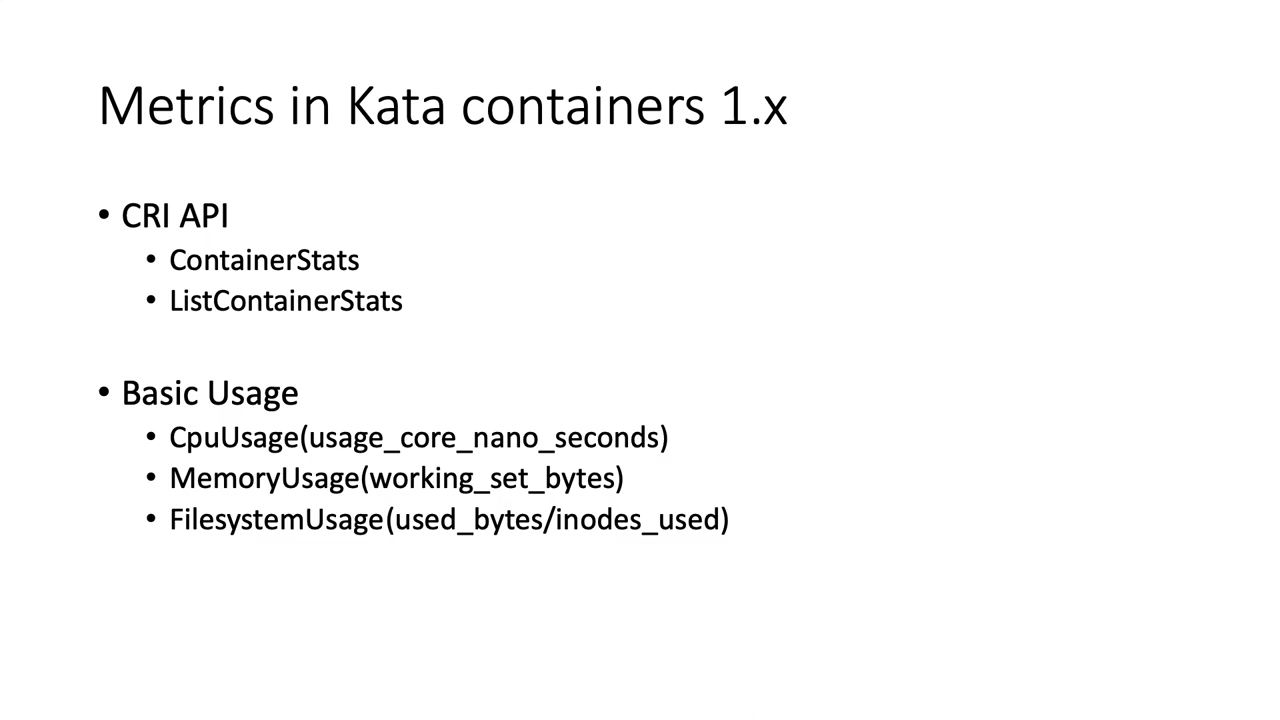 Metrics in Kata containers 1.x
• CRI API
• ContainerStats
• ListContainerStats
• Basic Usage
• CpuUsage(usage_core_nano_seconds)
• MemoryUsage(working_set_bytes)
• FilesystemUsage(used_bytes/inodes_used)